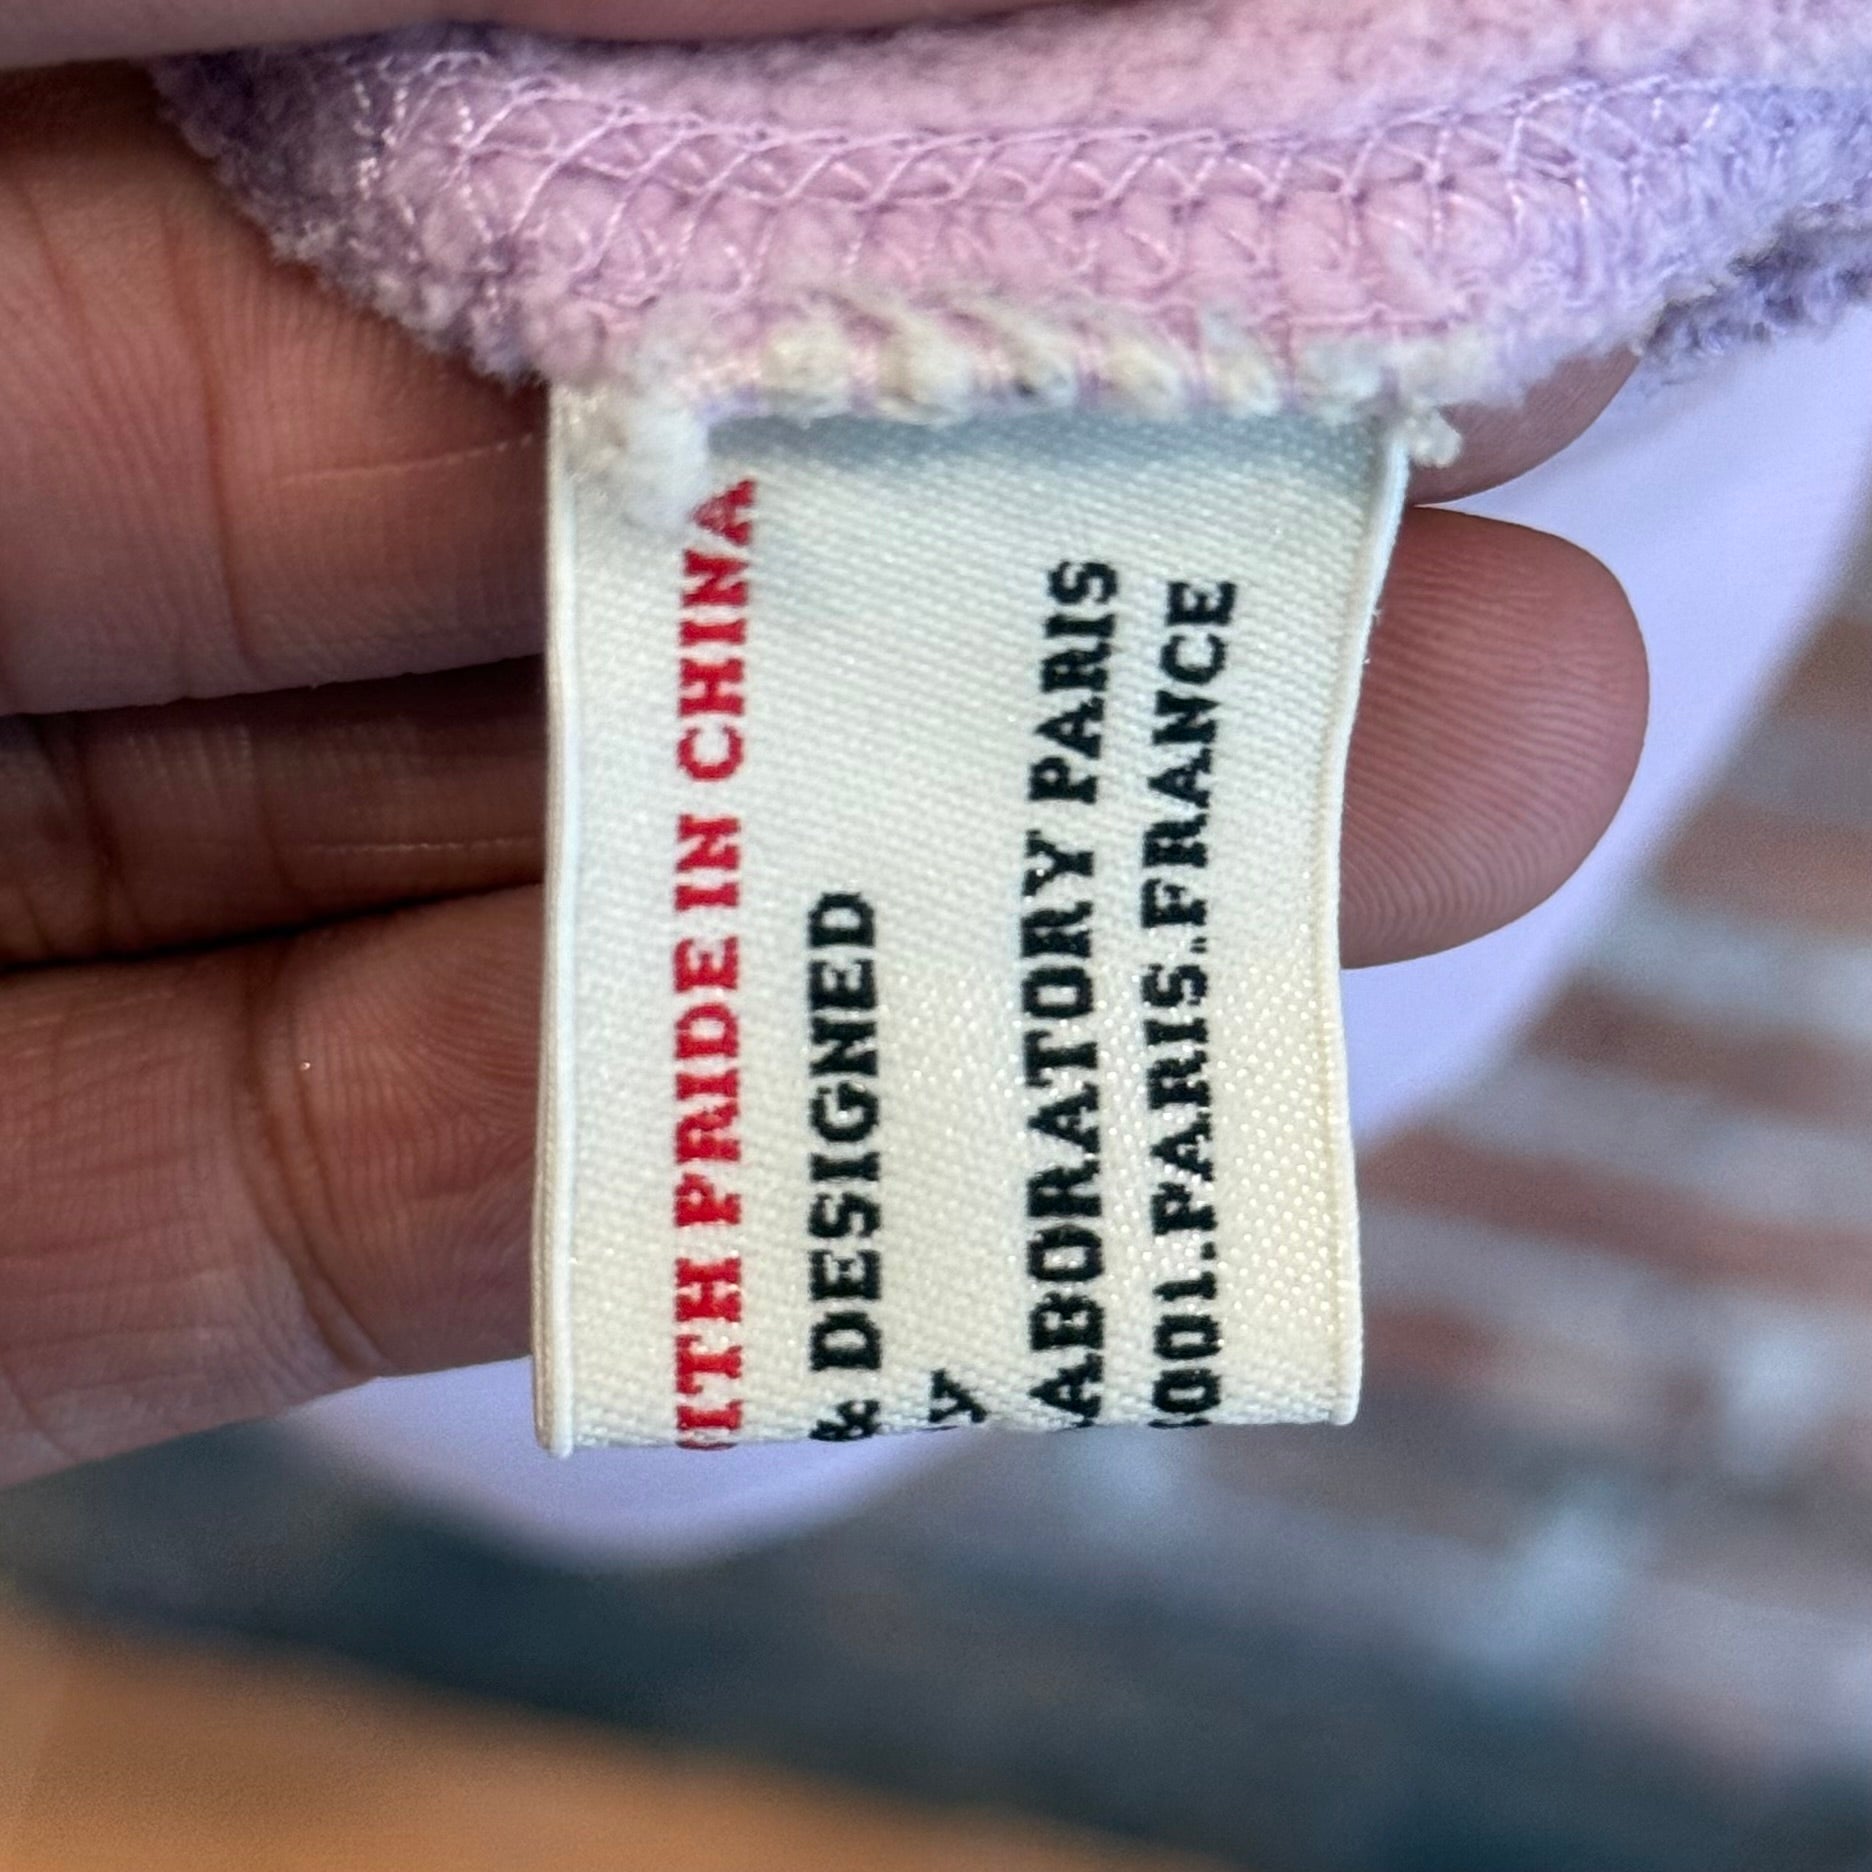 ITH PRIDE IN CHINA
& DESIGNED
y
ABORATORY PARIS
001.PARIS.FRANCE